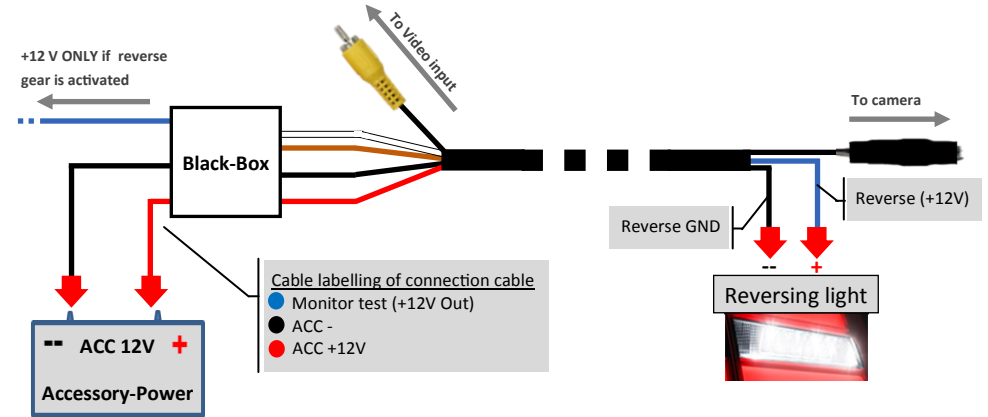 +12 V ONLY if reverse
gear is activated
To Video input
To camera
Black-Box
Reverse (+12V)
Reverse GND
Cable labelling of connection cable
Monitor test (+12V Out)
ACC -
ACC +12V
-- +
Reversing light
-- ACC 12V +
Accessory-Power